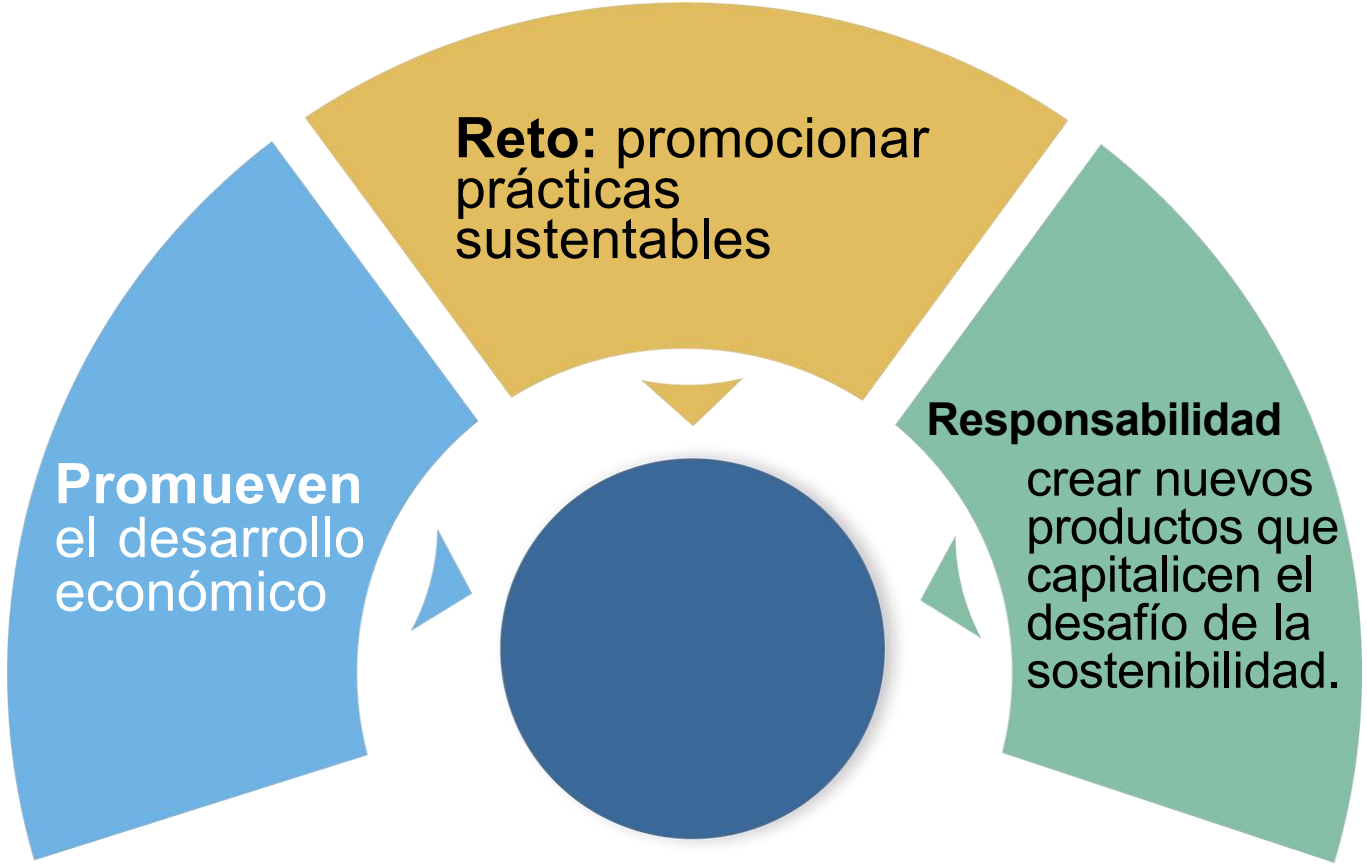 Promueven
el desarrollo
económico
Reto: promocionar
prácticas
sustentables
Responsabilidad
crear nuevos
productos que
capitalicen el
desafío de la
sostenibilidad.